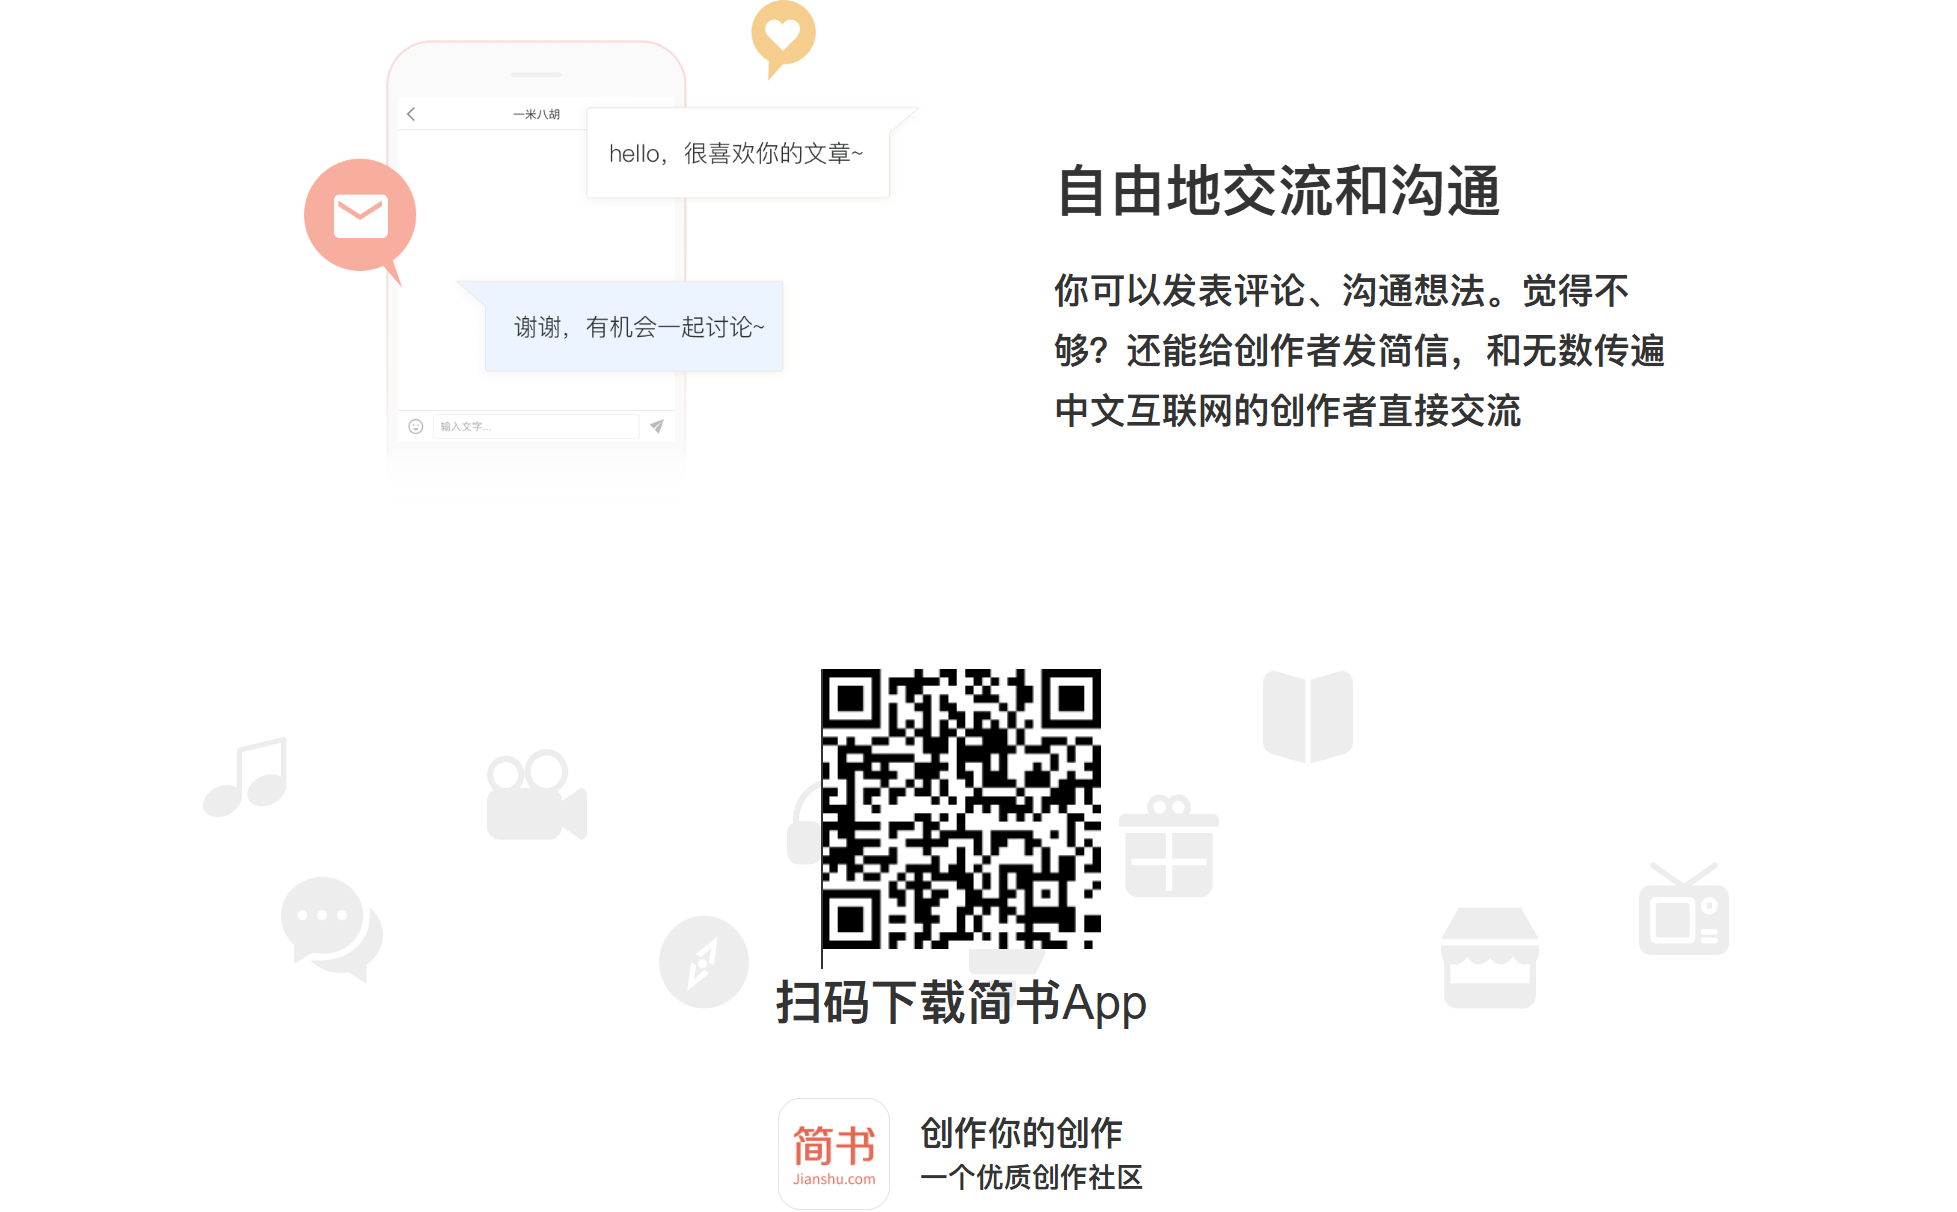 一米八胡
hello，很喜欢你的文章~
谢谢，有机会一起讨论~
输入文字...
自由地交流和沟通
你可以发表评论、沟通想法。觉得不
够？还能给创作者发简信，和无数传遍
中文互联网的创作者直接交流
扫码下载简书App
简书
Jianshu.com
创作你的创作
一个优质创作社区